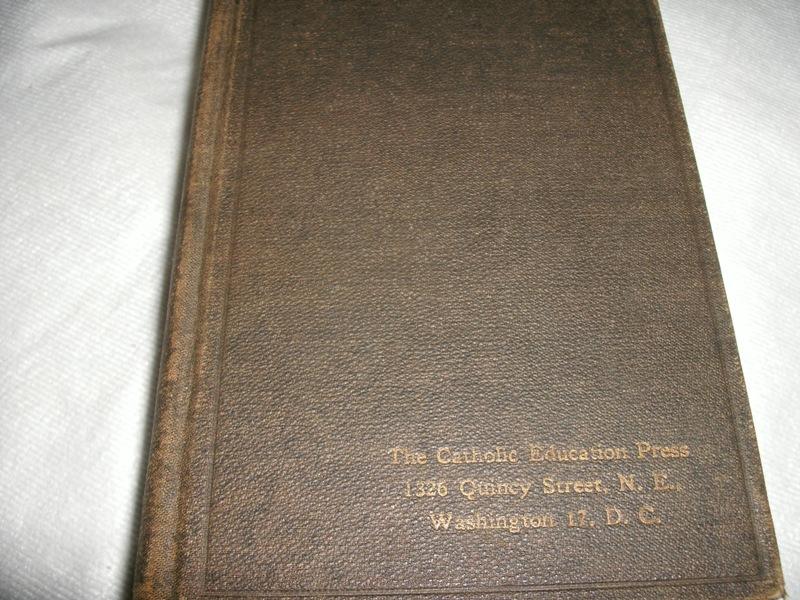 The Catholic Education Press
1326 Quincy Street, N. E.,
Washington 17, D. C.